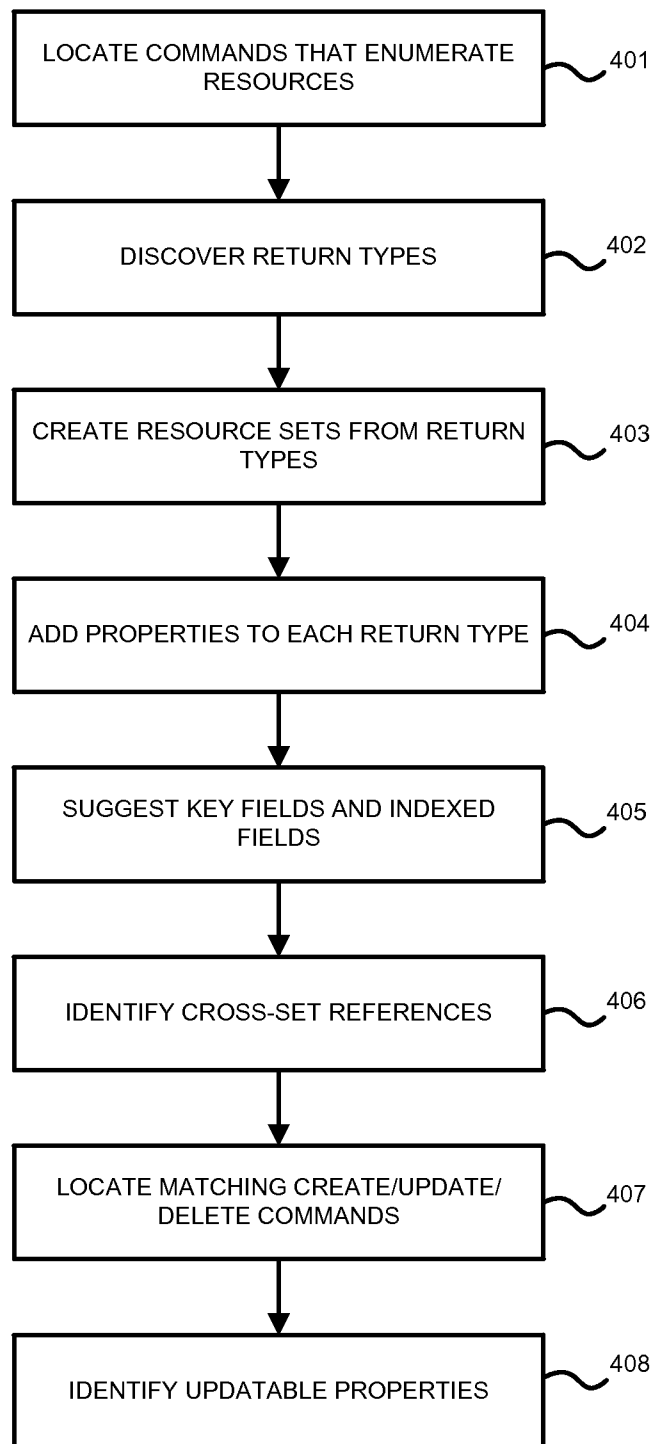 LOCATE COMMANDS THAT ENUMERATE
RESOURCES
401
DISCOVER RETURN TYPES
402
CREATE RESOURCE SETS FROM RETURN
TYPES
403
ADD PROPERTIES TO EACH RETURN TYPE
404
SUGGEST KEY FIELDS AND INDEXED
FIELDS
405
IDENTIFY CROSS-SET REFERENCES
406
LOCATE MATCHING CREATE/UPDATE/
DELETE COMMANDS
407
IDENTIFY UPDATABLE PROPERTIES
408